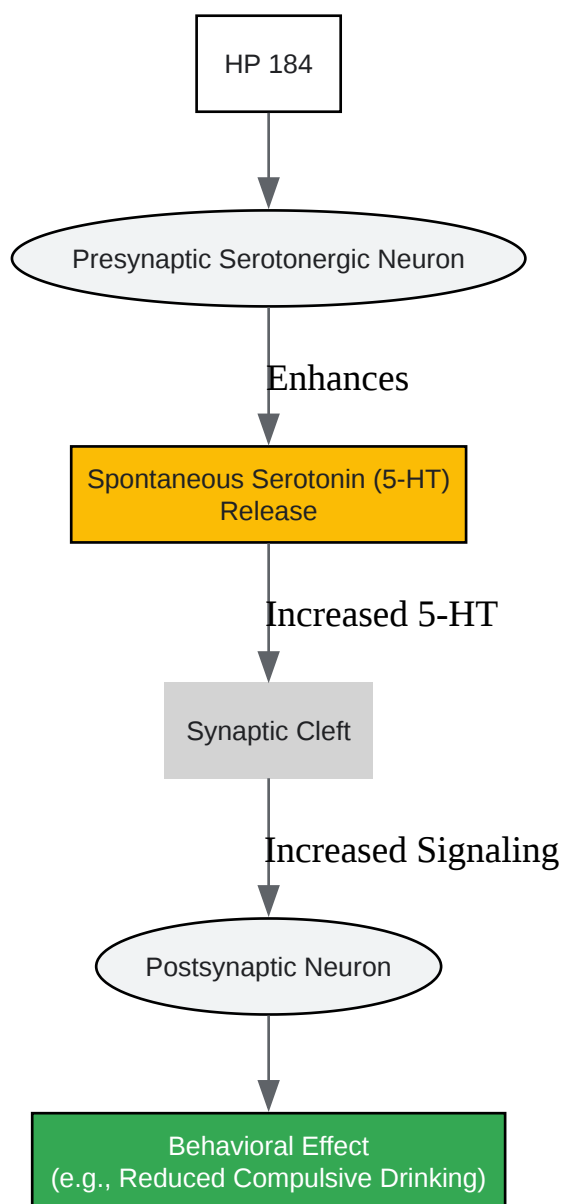 HP 184
Presynaptic Serotonergic Neuron
Enhances
Spontaneous Serotonin (5-HT)
Release
Increased 5-HT
Synaptic Cleft
Increased Signaling
Postsynaptic Neuron
Behavioral Effect
(e.g., Reduced Compulsive Drinking)